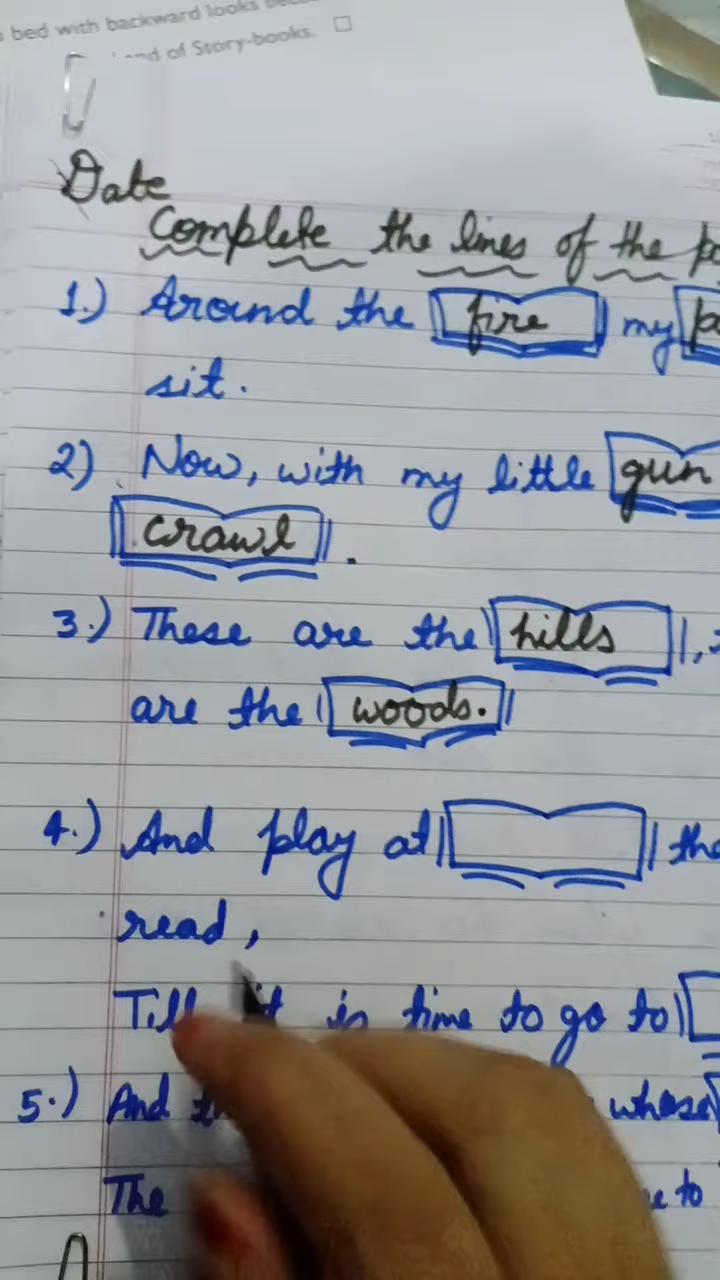 bed with backward looks
of Story-books.
Date
Complete the lines of the
1.) Around the fire my
sit.
2) Now, with my little gun
crawl.
3.) These are the hills,
are the woods.
4.) And play at
read,
Till it is time to go to
5.) And whose
The to